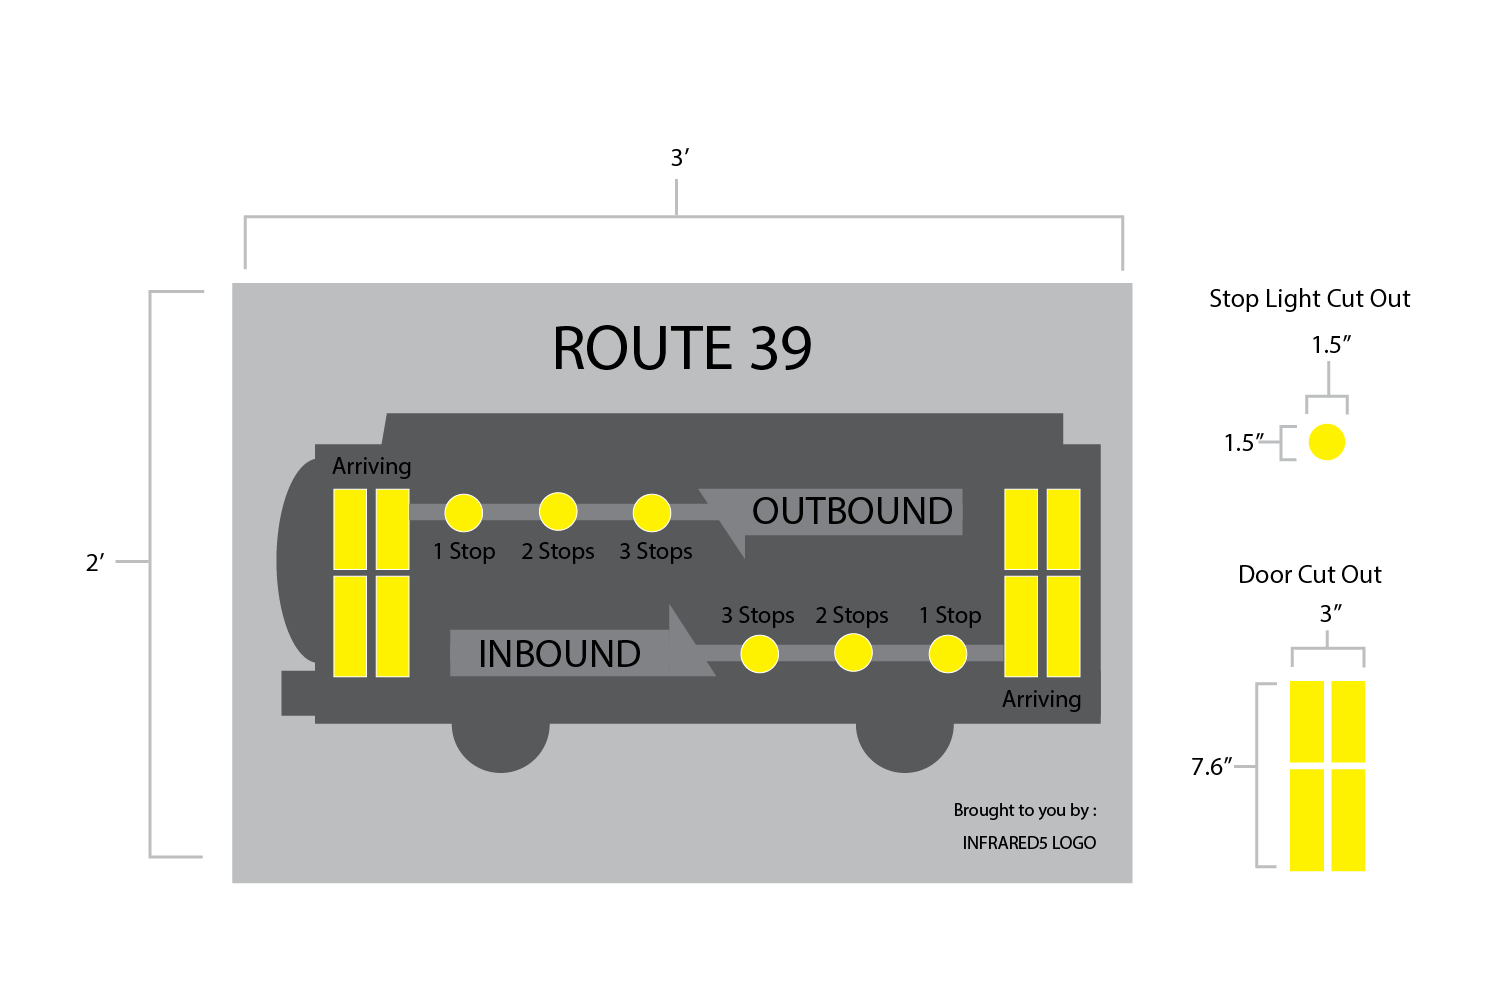 3’
ROUTE 39
Arriving
OUTBOUND
1 Stop 2 Stops 3 Stops
3 Stops 2 Stops 1 Stop
INBOUND
Arriving
Brought to you by :
INFRARED5 LOGO
2’
Stop Light Cut Out
1.5”
1.5”
Door Cut Out
3”
7.6”